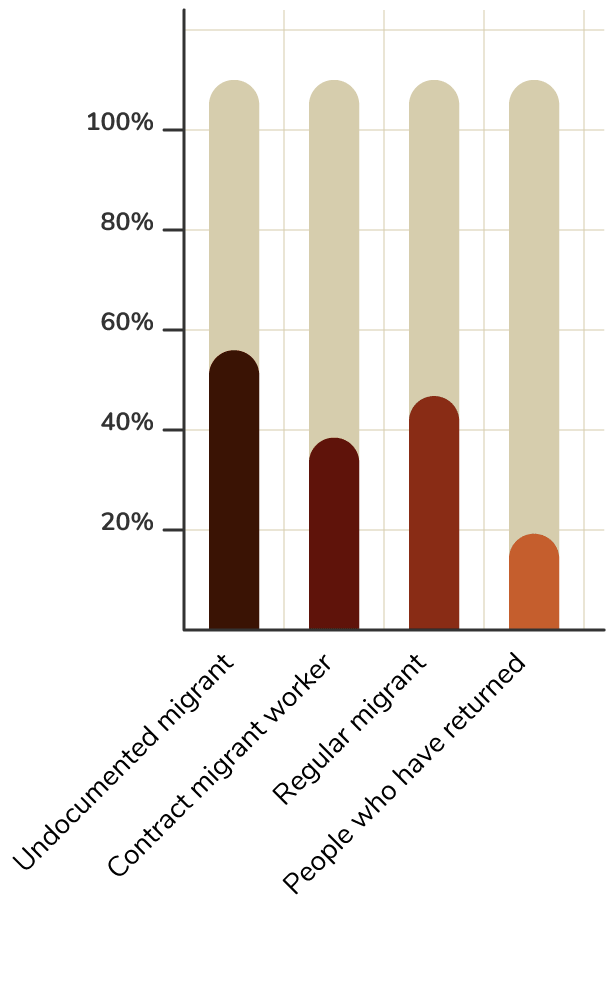 100%
80%
60%
40%
20%
Undocumented migrant
Contract migrant worker
Regular migrant
People who have returned